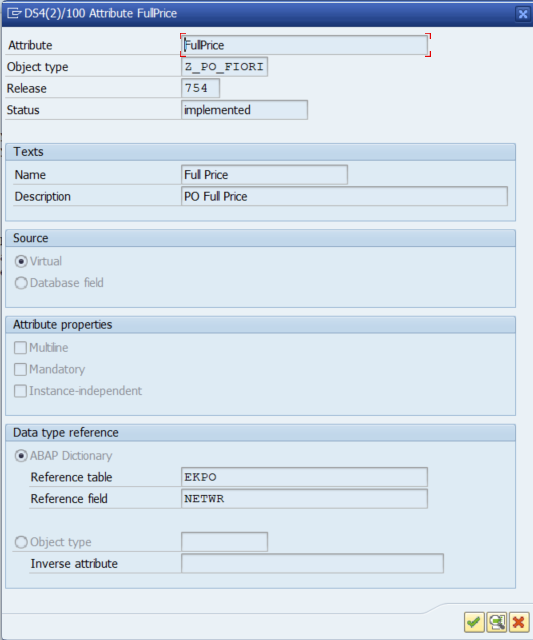 DS4(2)/100 Attribute FullPrice
Attribute FullPrice
Object type Z_PO_FIORI
Release 754
Status implemented
Texts
Name Full Price
Description PO Full Price
Source
Virtual
Database field
Attribute properties
Multiline
Mandatory
Instance-independent
Data type reference
ABAP Dictionary
Reference table EKPO
Reference field NETWR
Object type
Inverse attribute